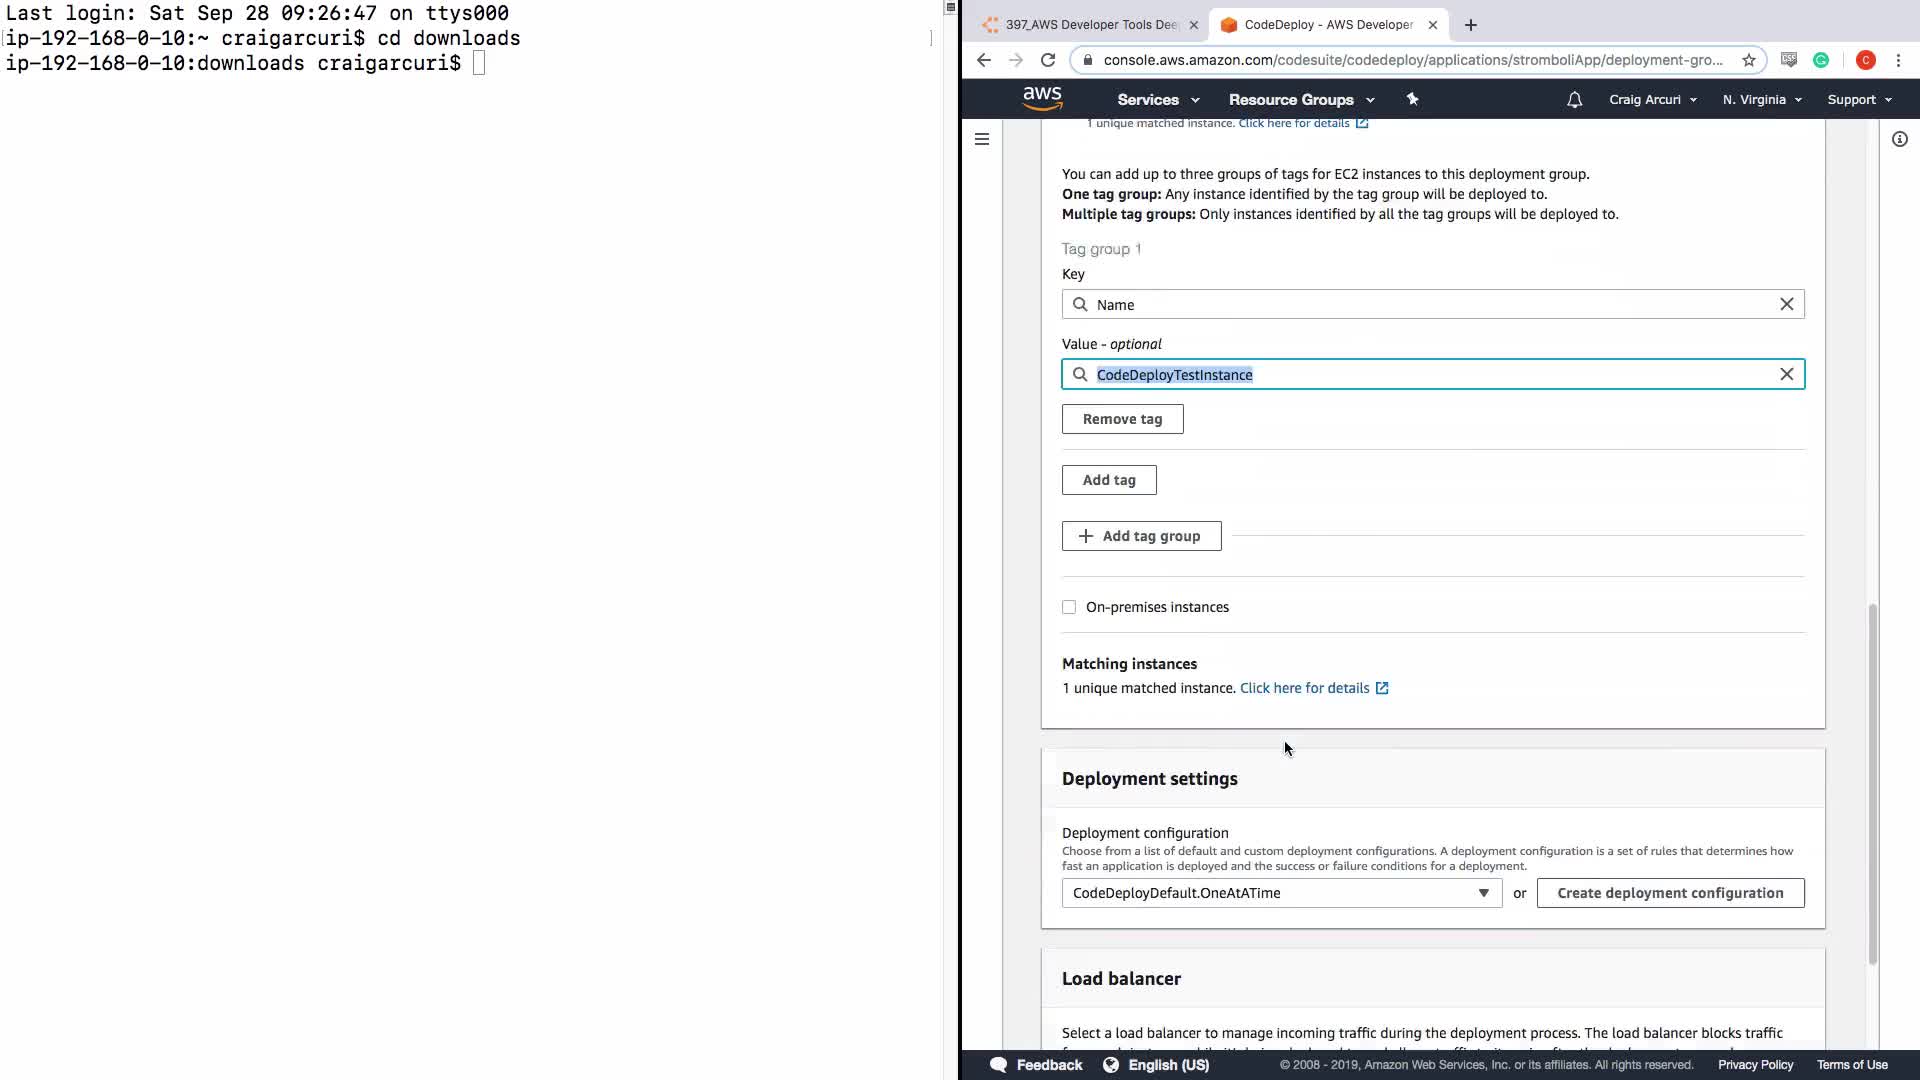 Last login: Sat Sep 28 09:26:47 on ttys000
ip-192-168-0-10:~ craigarcuri$ cd downloads
ip-192-168-0-10:downloads craigarcuri$
397_AWS Developer Tools Dee
CodeDeploy - AWS Developer
console.aws.amazon.com/codesuite/codedeploy/applications/stromboliApp/deployment-gro...
C
aws
Services
Resource Groups
Craig Arcuri
N. Virginia
Support
1 unique matched instance. Click here for details
You can add up to three groups of tags for EC2 instances to this deployment group.
One tag group: Any instance identified by the tag group will be deployed to.
Multiple tag groups: Only instances identified by all the tag groups will be deployed to.
Tag group 1
Key
Name
Value - optional
CodeDeployTestInstance
Remove tag
Add tag
Add tag group
On-premises instances
Matching instances
1 unique matched instance. Click here for details
Deployment settings
Deployment configuration
Choose from a list of default and custom deployment configurations. A deployment configuration is a set of rules that determines how
fast an application is deployed and the success or failure conditions for a deployment.
CodeDeployDefault.OneAtATime
or
Create deployment configuration
Load balancer
Select a load balancer to manage incoming traffic during the deployment process. The load balancer blocks traffic
Feedback
English (US)
© 2008 - 2019, Amazon Web Services, Inc. or its affiliates. All rights reserved.
Privacy Policy
Terms of Use